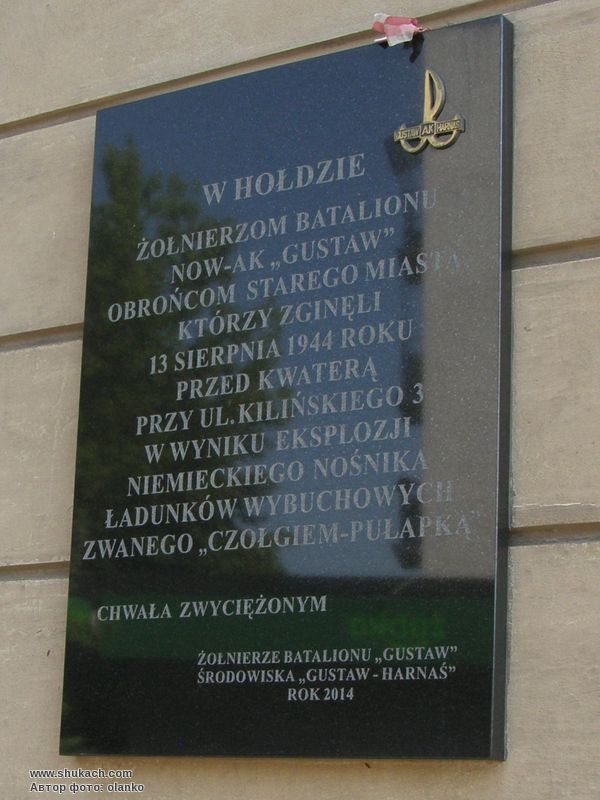 GUSTAW AK HARNAŚ
W HOŁDZIE
ŻOŁNIERZOM BATALIONU
NOW-AK „GUSTAW”
OBROŃCOM STAREGO MIASTA
KTÓRZY ZGINĘLI
13 SIERPNIA 1944 ROKU
PRZED KWATERĄ
PRZY UL. KILIŃSKIEGO 3
W WYNIKU EKSPLOZJI
NIEMIECKIEGO NOŚNIKA
ŁADUNKÓW WYBUCHOWYCH
ZWANEGO „CZOŁGIEM-PUŁAPKĄ”
CHWAŁA ZWYCIĘŻONYM
ŻOŁNIERZE BATALIONU „GUSTAW”
ŚRODOWISKA „GUSTAW - HARNAŚ”
ROK 2014
www.shukach.com
Автор фото: olanko